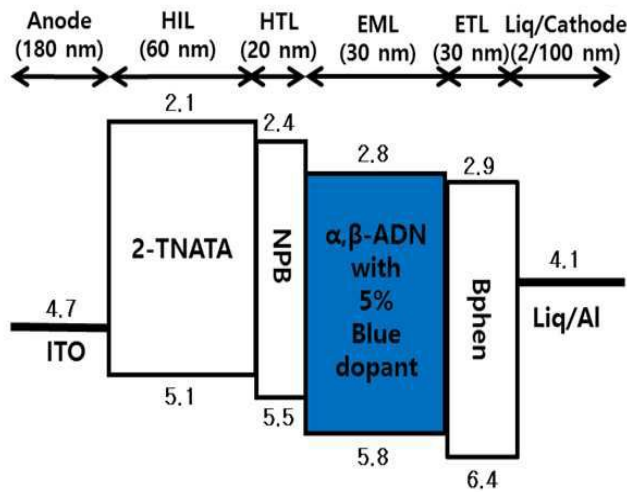 Anode HIL HTL EML ETL Liq/Cathode
(180 nm) (60 nm) (20 nm) (30 nm) (30 nm) (2/100 nm)
2.1
2.4
2.8
2.9
2-TNATA
NPB
α,β-ADN
with
5%
Blue
dopant
Bphen
4.1
Liq/Al
4.7
ITO
5.1
5.5
5.8
6.4